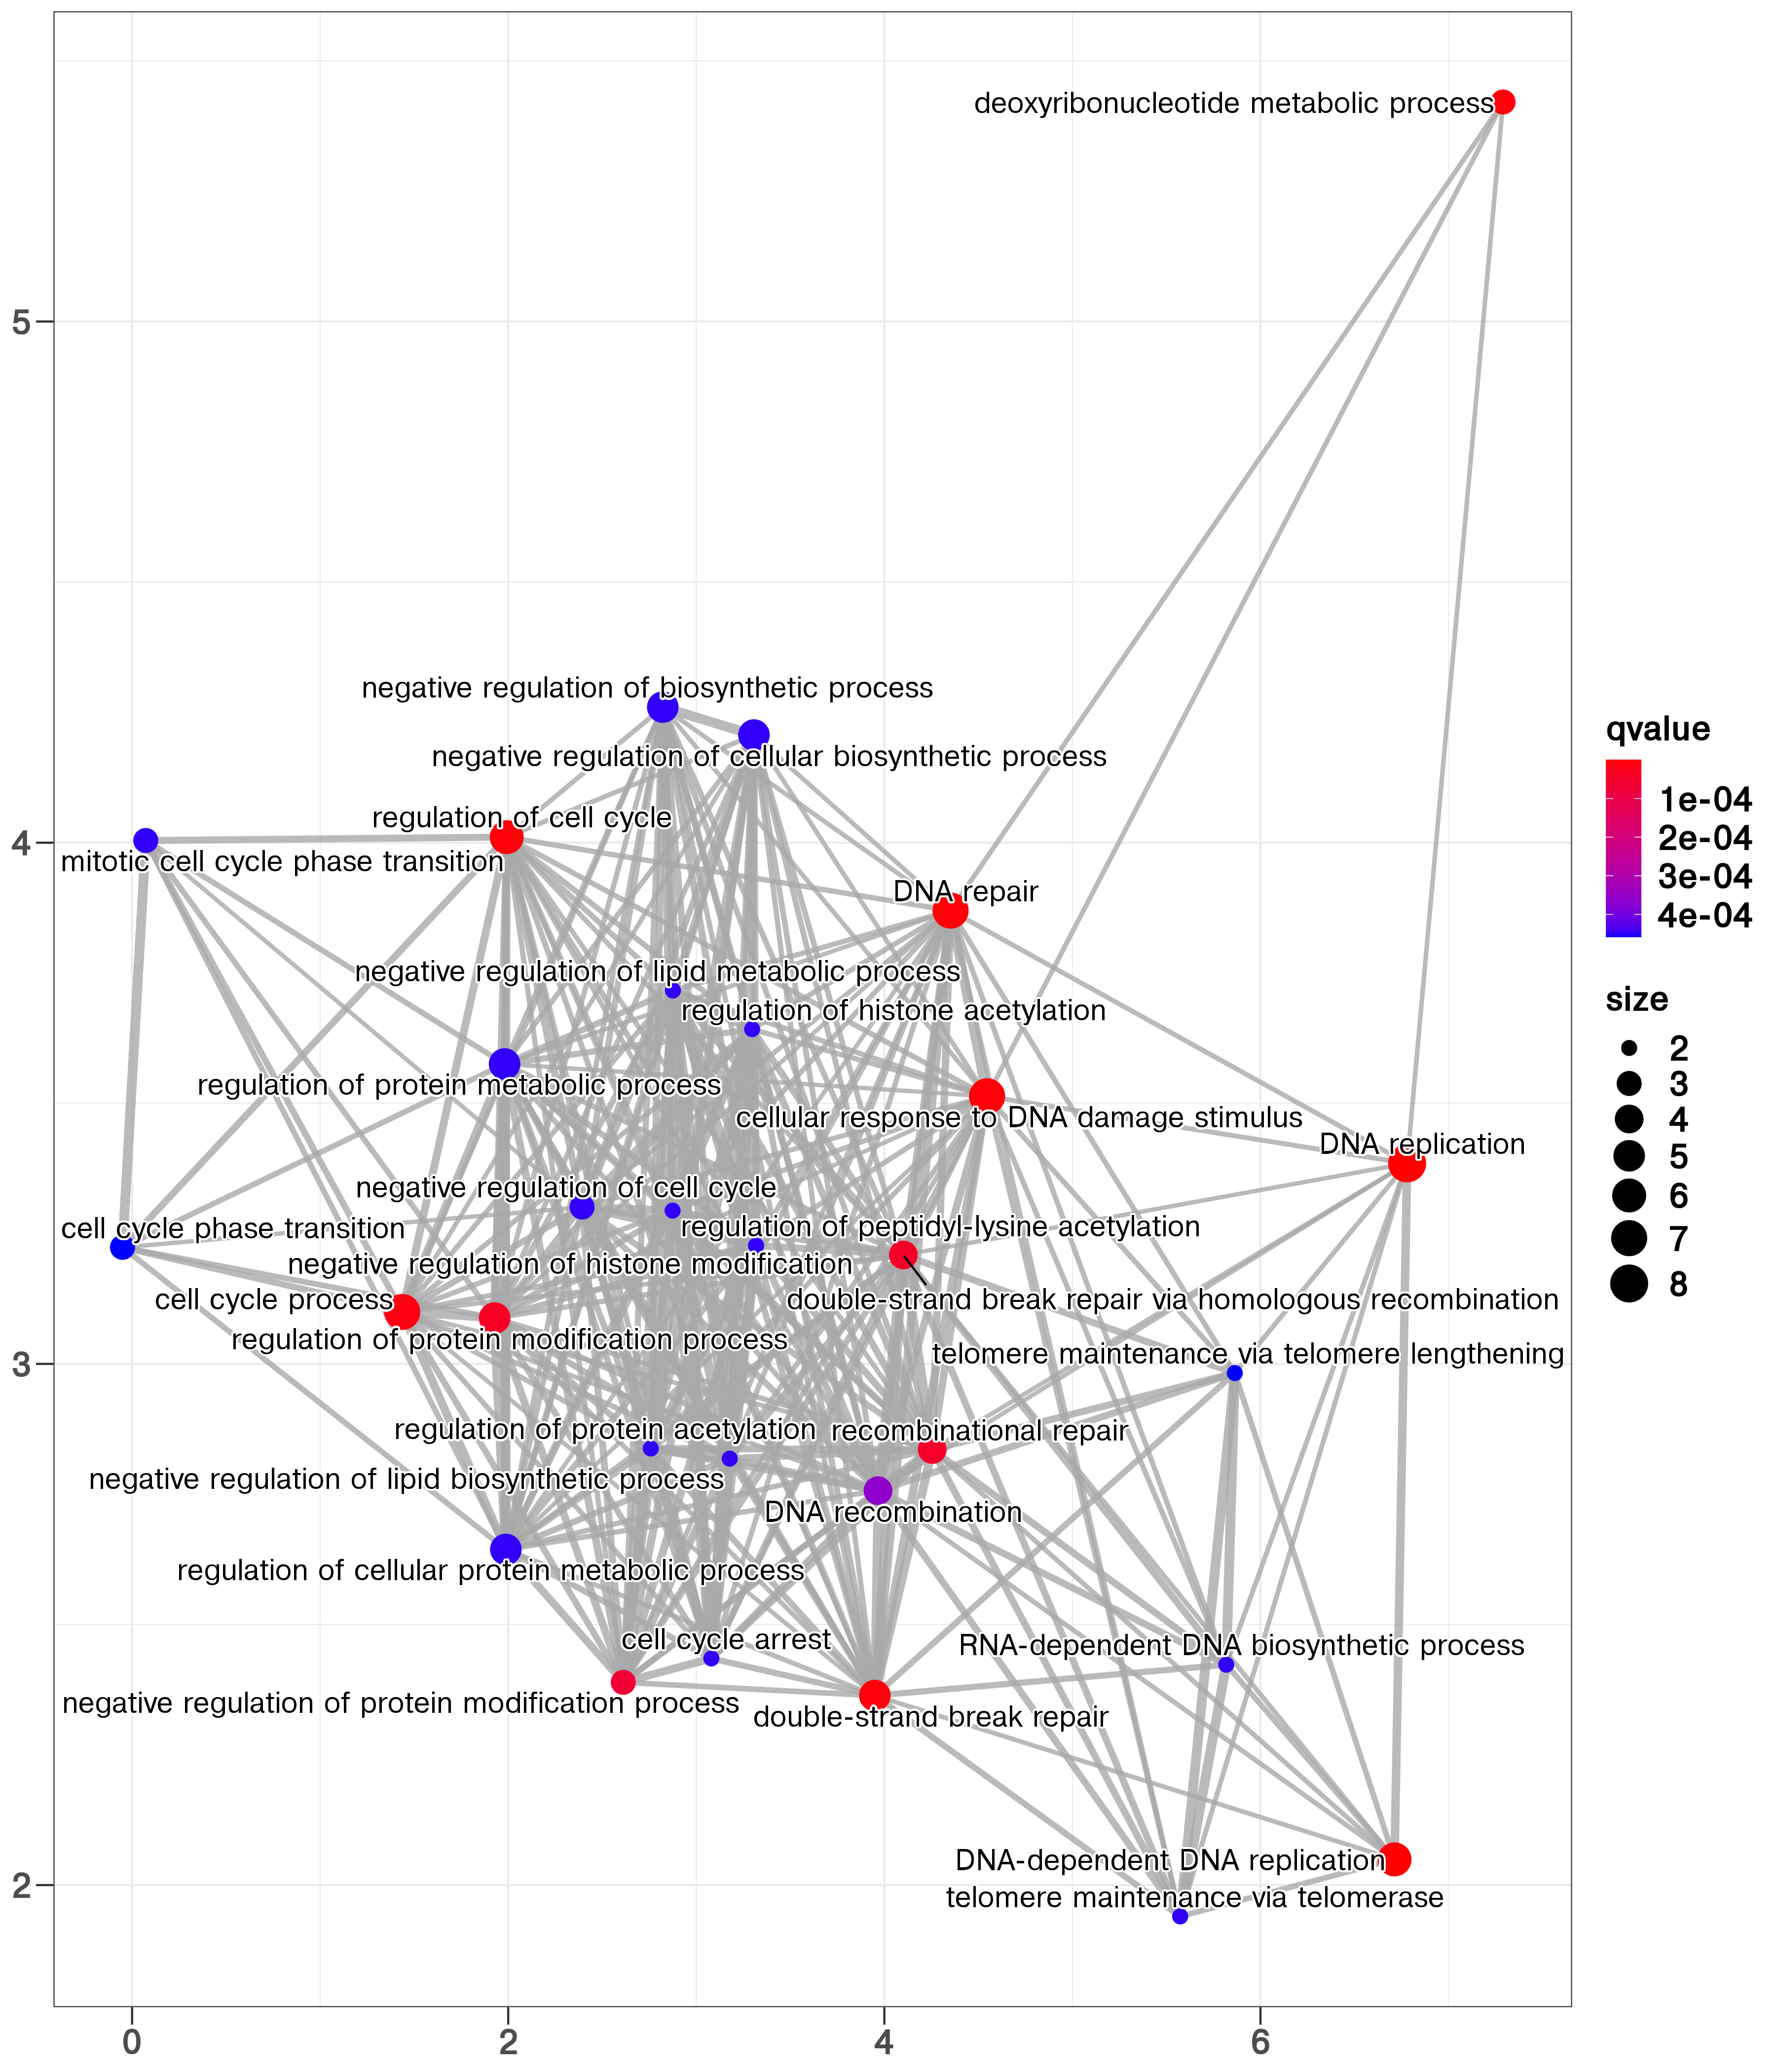 deoxyribonucleotide metabolic process
5
negative regulation of biosynthetic process
qvalue
negative regulation of cellular biosynthetic process
1e-04
regulation of cell cycle
2e-04
4
mitotic cell cycle phase transition
3e-04
DNA repair
4e-04
negative regulation of lipid metabolic process
size
regulation of histone acetylation
2
regulation of protein metabolic process
3
cellular response to DNA damage stimulus
4
DNA replication
5
negative regulation of cell cycle
6
cell cycle phase transition
regulation of peptidyl-lysine acetylation
7
negative regulation of histone modification
8
cell cycle process
double-strand break repair via homologous recombination
regulation of protein modification process
telomere maintenance via telomere lengthening
3
regulation of protein acetylation
recombinational repair
negative regulation of lipid biosynthetic process
DNA recombination
regulation of cellular protein metabolic process
cell cycle arrest
RNA-dependent DNA biosynthetic process
negative regulation of protein modification process
double-strand break repair
DNA-dependent DNA replication
2
telomere maintenance via telomerase
0
2
4
6